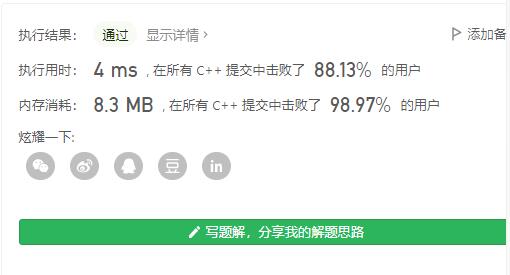 执行结果： 通过 显示详情 › 添加备
执行用时： 4 ms , 在所有 C++ 提交中击败了 88.13% 的用户
内存消耗： 8.3 MB , 在所有 C++ 提交中击败了 98.97% 的用户
炫耀一下:
豆 in
写题解，分享我的解题思路